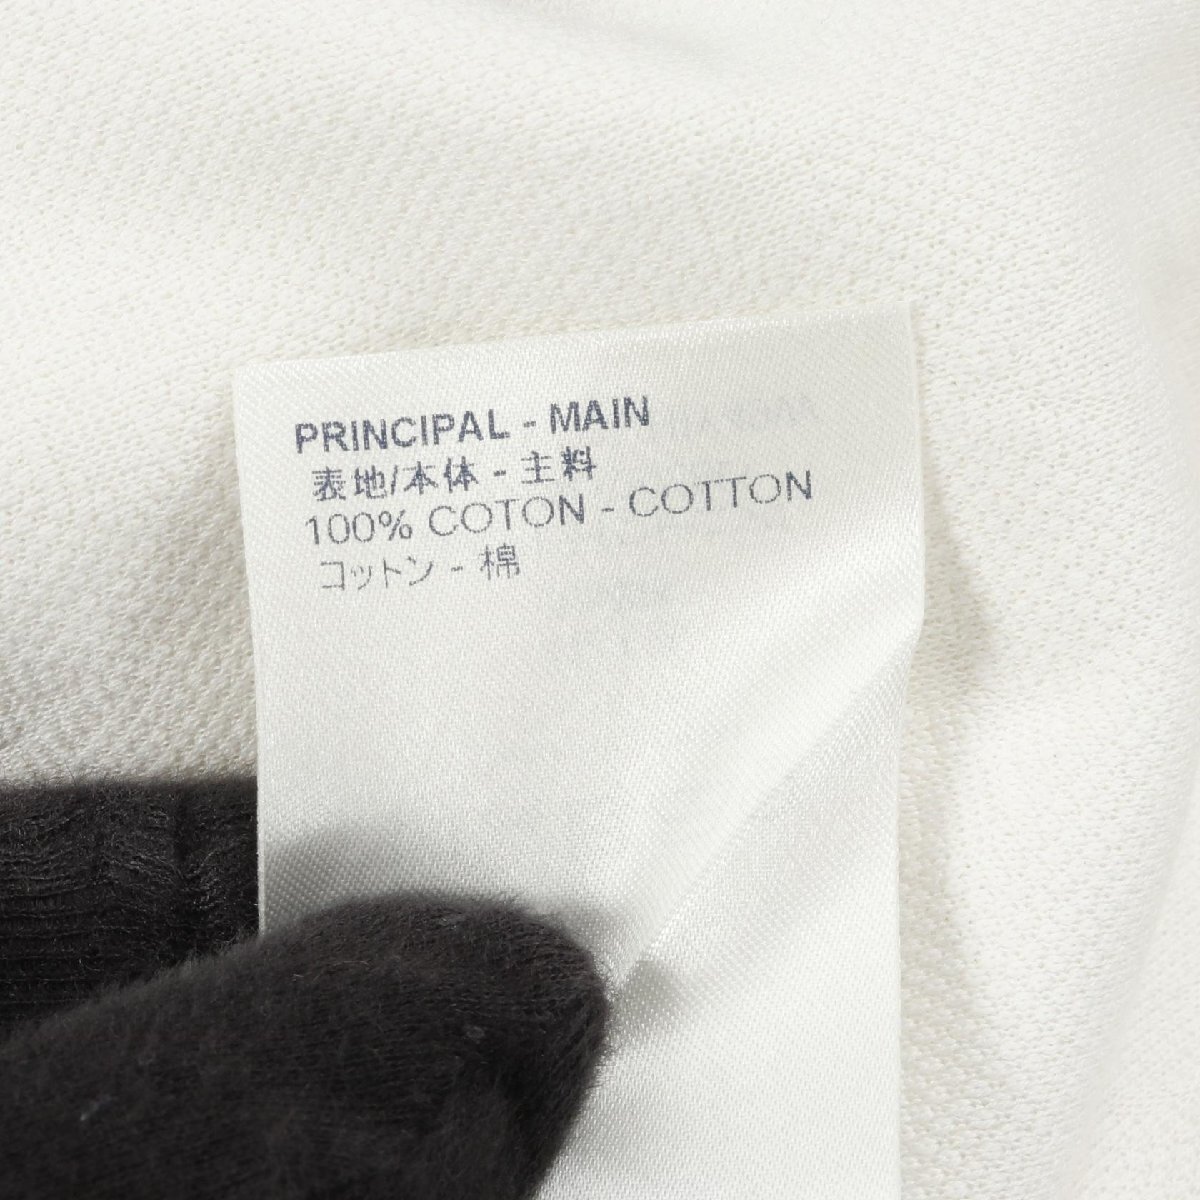 PRINCIPAL - MAIN
表地/本体 - 主料
100% COTON - COTTON
コットン - 棉